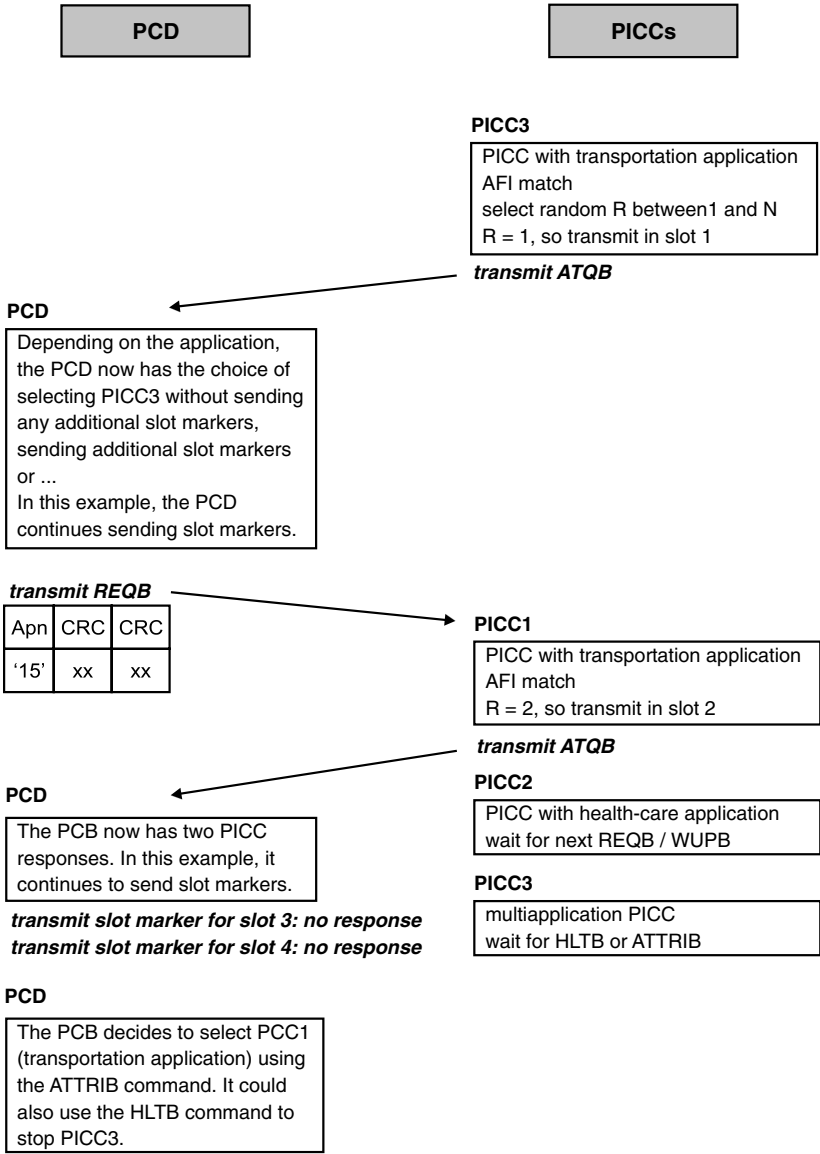 PCD
PICCs
PICC3
PICC with transportation application
AFI match
select random R between1 and N
R = 1, so transmit in slot 1
transmit ATQB
PCD
Depending on the application,
the PCD now has the choice of
selecting PICC3 without sending
any additional slot markers,
sending additional slot markers
or ...
In this example, the PCD
continues sending slot markers.
transmit REQB
Apn CRC CRC
‘15’ xx xx
PICC1
PICC with transportation application
AFI match
R = 2, so transmit in slot 2
transmit ATQB
PICC2
PICC with health-care application
wait for next REQB / WUPB
PCD
The PCB now has two PICC
responses. In this example, it
continues to send slot markers.
PICC3
multiapplication PICC
wait for HLTB or ATTRIB
transmit slot marker for slot 3: no response
transmit slot marker for slot 4: no response
PCD
The PCB decides to select PCC1
(transportation application) using
the ATTRIB command. It could
also use the HLTB command to
stop PICC3.